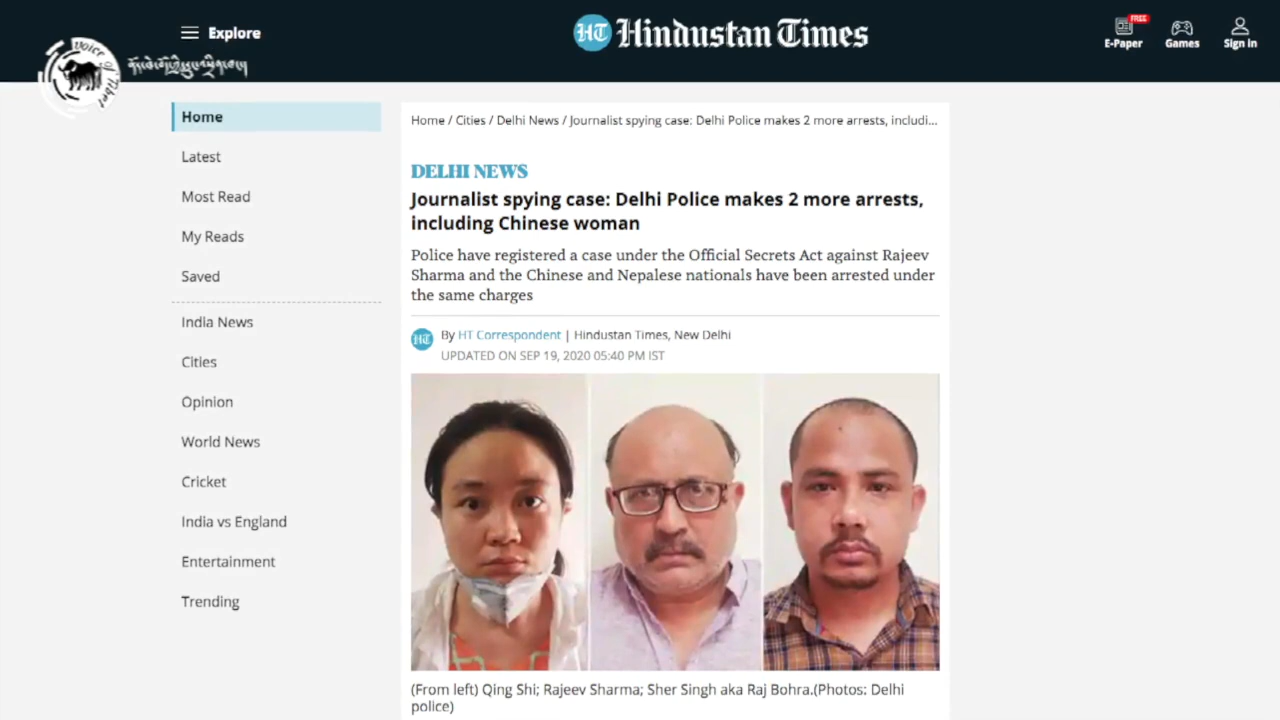 Explore
HT Hindustan Times
FREE
E-Paper
Games
Sign In
Voice of Tibet
Home
Latest
Most Read
My Reads
Saved
India News
Cities
Opinion
World News
Cricket
India vs England
Entertainment
Trending
Home / Cities / Delhi News / Journalist spying case: Delhi Police makes 2 more arrests, includi...
DELHI NEWS
Journalist spying case: Delhi Police makes 2 more arrests,
including Chinese woman
Police have registered a case under the Official Secrets Act against Rajeev
Sharma and the Chinese and Nepalese nationals have been arrested under
the same charges
HT By HT Correspondent | Hindustan Times, New Delhi
UPDATED ON SEP 19, 2020 05:40 PM IST
(From left) Qing Shi; Rajeev Sharma; Sher Singh aka Raj Bohra.(Photos: Delhi
police)